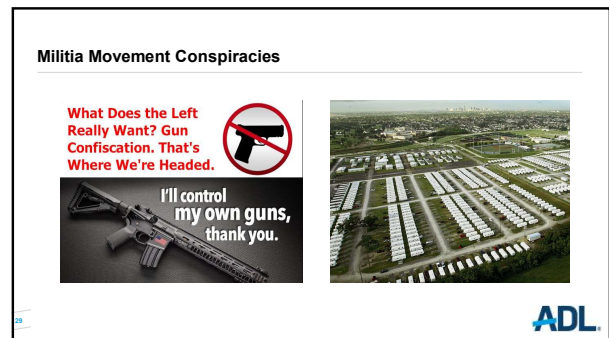 Militia Movement Conspiracies
What Does the Left
Really Want? Gun
Confiscation. That's
Where We're Headed.
I'll control
my own guns,
thank you.
29
ADL